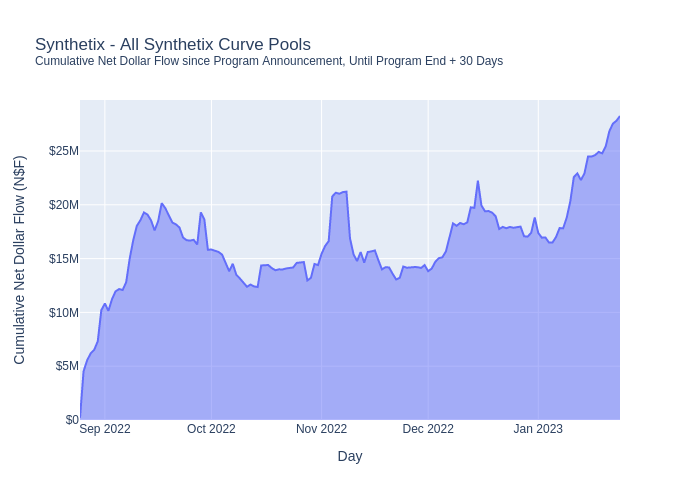 Synthetix - All Synthetix Curve Pools
Cumulative Net Dollar Flow since Program Announcement, Until Program End + 30 Days
Cumulative Net Dollar Flow (N$F)
$25M
$20M
$15M
$10M
$5M
$0
Sep 2022
Oct 2022
Nov 2022
Dec 2022
Jan 2023
Day